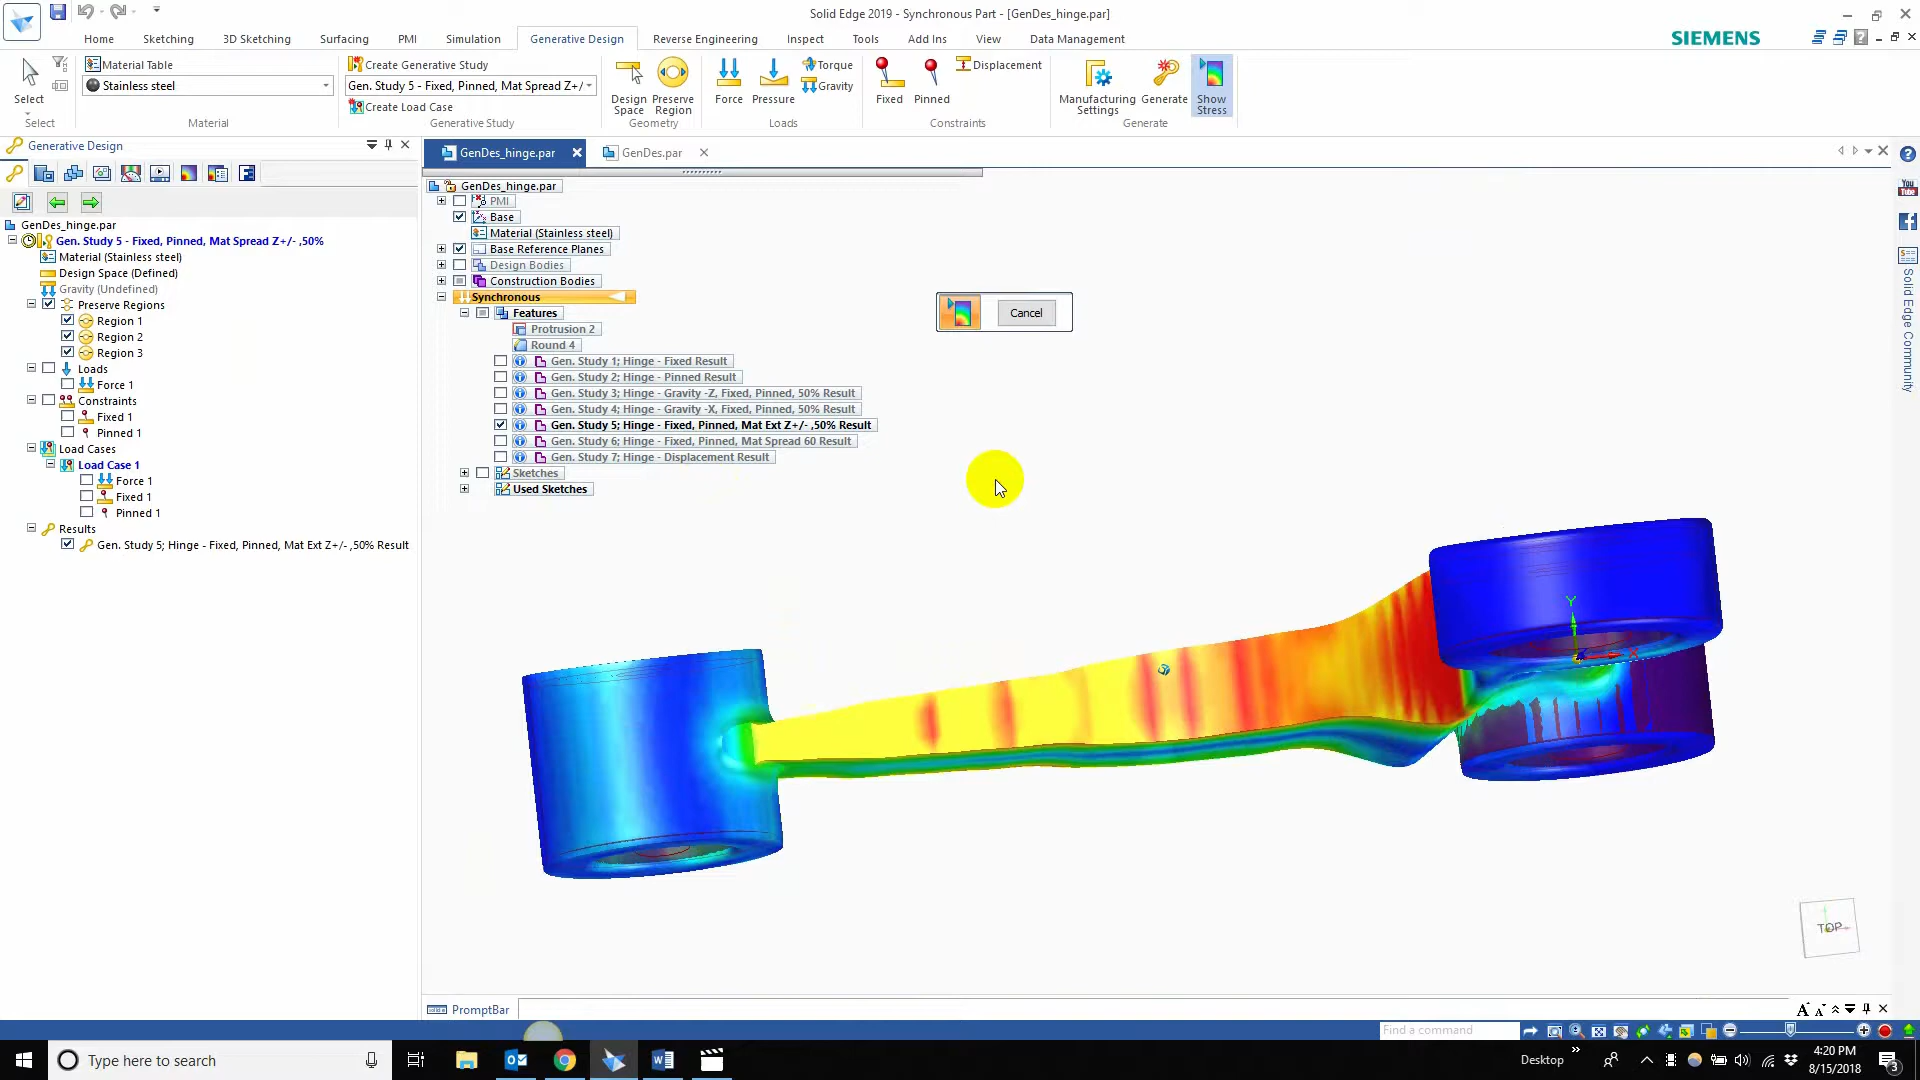 Solid Edge 2019 - Synchronous Part - [GenDes_hinge.par]
Home
Sketching
3D Sketching
Surfacing
PMI
Simulation
Generative Design
Reverse Engineering
Inspect
Tools
Add Ins
View
Data Management
SIEMENS
Select
Select
Material Table
Stainless steel
Material
Create Generative Study
Gen. Study 5 - Fixed, Pinned, Mat Spread Z+/
Create Load Case
Generative Study
Design Space
Preserve Region
Geometry
Force
Pressure
Torque
Gravity
Loads
Fixed
Pinned
Displacement
Constraints
Manufacturing Settings
Generate
Show Stress
Generate
Generative Design
GenDes_hinge.par
Gen. Study 5 - Fixed, Pinned, Mat Spread Z+/- ,50%
Material (Stainless steel)
Design Space (Defined)
Gravity (Undefined)
Preserve Regions
Region 1
Region 2
Region 3
Loads
Force 1
Constraints
Fixed 1
Pinned 1
Load Cases
Load Case 1
Force 1
Fixed 1
Pinned 1
Results
Gen. Study 5; Hinge - Fixed, Pinned, Mat Ext Z+/- ,50% Result
GenDes_hinge.par
GenDes.par
GenDes_hinge.par
PMI
Base
Material (Stainless steel)
Base Reference Planes
Design Bodies
Construction Bodies
Synchronous
Features
Protrusion 2
Round 4
Gen. Study 1; Hinge - Fixed Result
Gen. Study 2; Hinge - Pinned Result
Gen. Study 3; Hinge - Gravity -Z, Fixed, Pinned, 50% Result
Gen. Study 4; Hinge - Gravity -X, Fixed, Pinned, 50% Result
Gen. Study 5; Hinge - Fixed, Pinned, Mat Ext Z+/- ,50% Result
Gen. Study 6; Hinge - Fixed, Pinned, Mat Spread 60 Result
Gen. Study 7; Hinge - Displacement Result
Sketches
Used Sketches
Cancel
Y
X
TOP
You Tube
Solid Edge Community
PromptBar
Find a command
Type here to search
Desktop
4:20 PM
8/15/2018
3